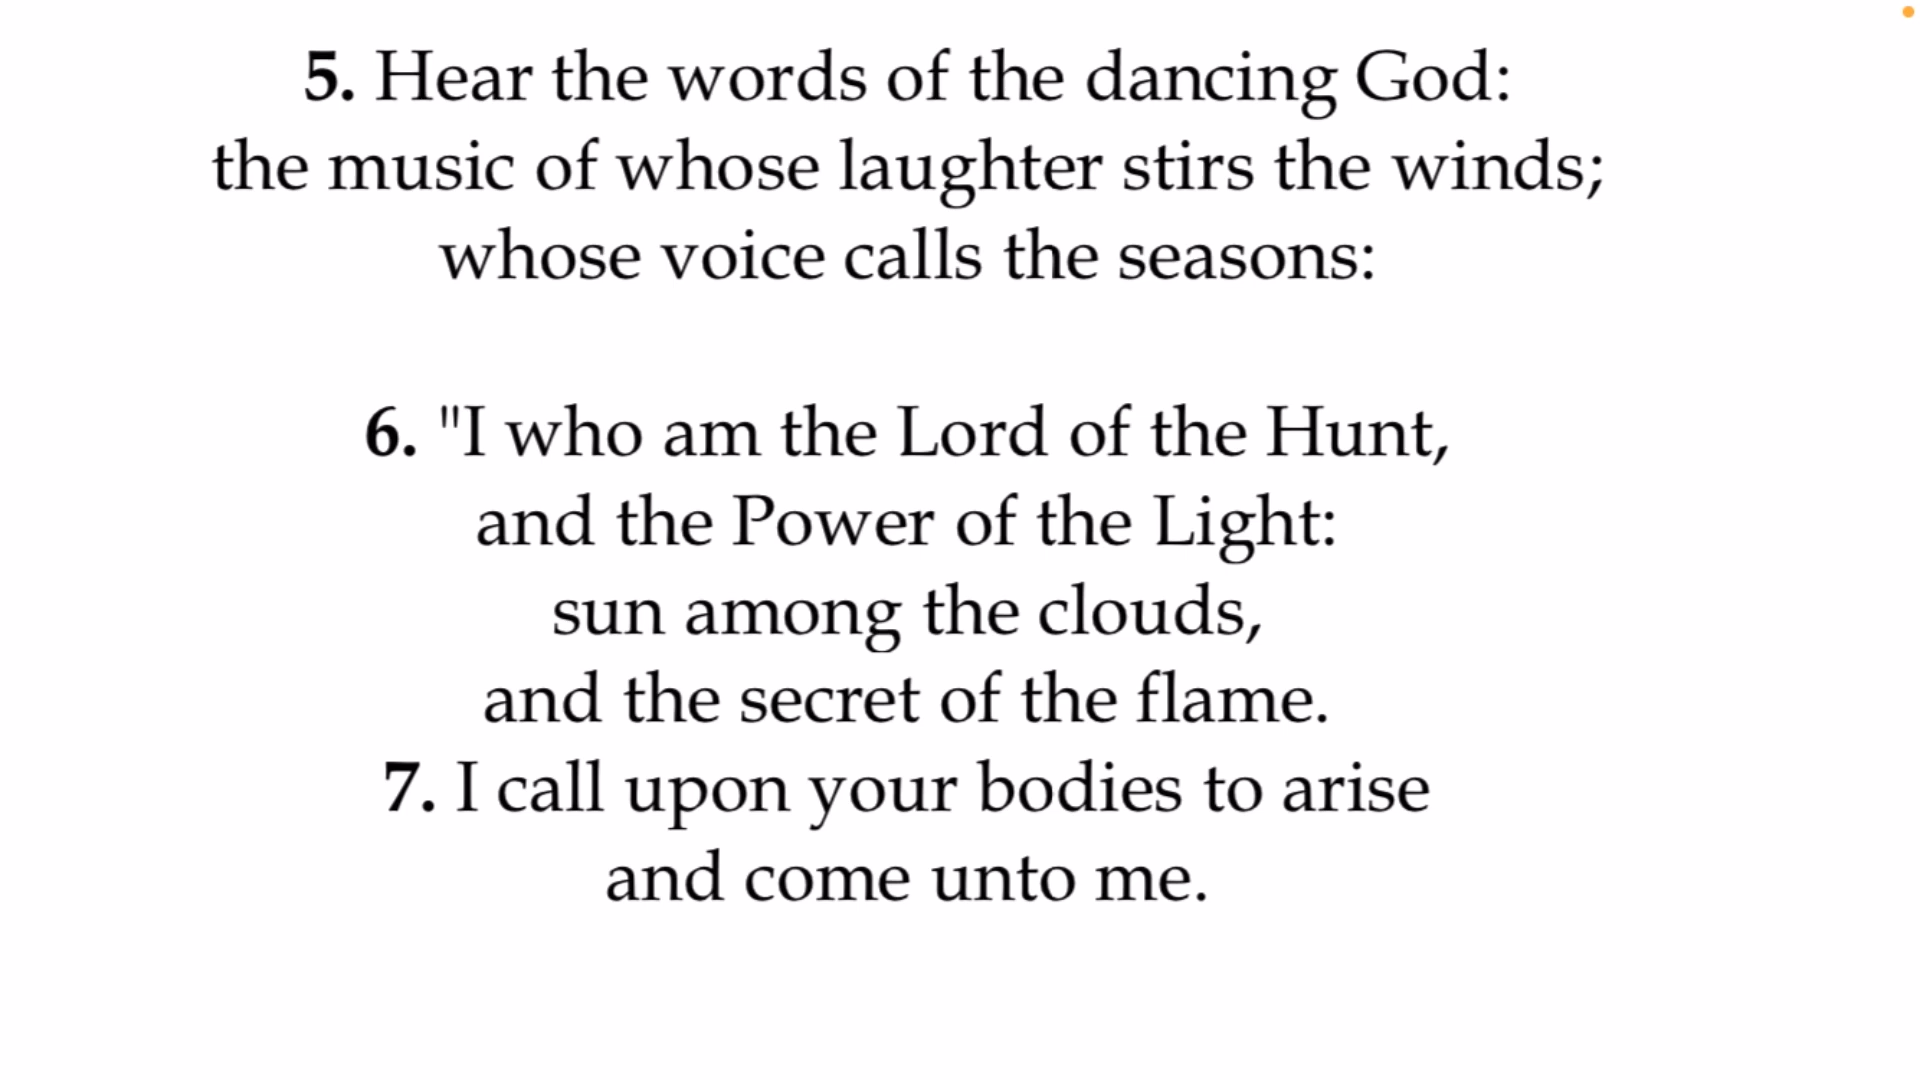 5. Hear the words of the dancing God:
the music of whose laughter stirs the winds;
whose voice calls the seasons:
6. "I who am the Lord of the Hunt,
and the Power of the Light:
sun among the clouds,
and the secret of the flame.
7. I call upon your bodies to arise
and come unto me.